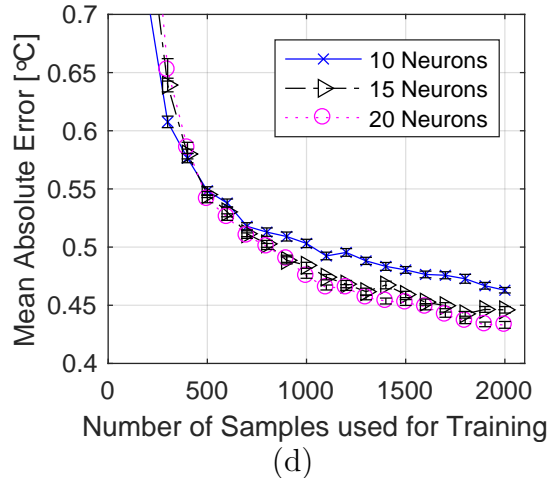 0.7
0.65
0.6
0.55
0.5
0.45
0.4
Mean Absolute Error [°C]
10 Neurons
15 Neurons
20 Neurons
0 500 1000 1500 2000
Number of Samples used for Training
(d)